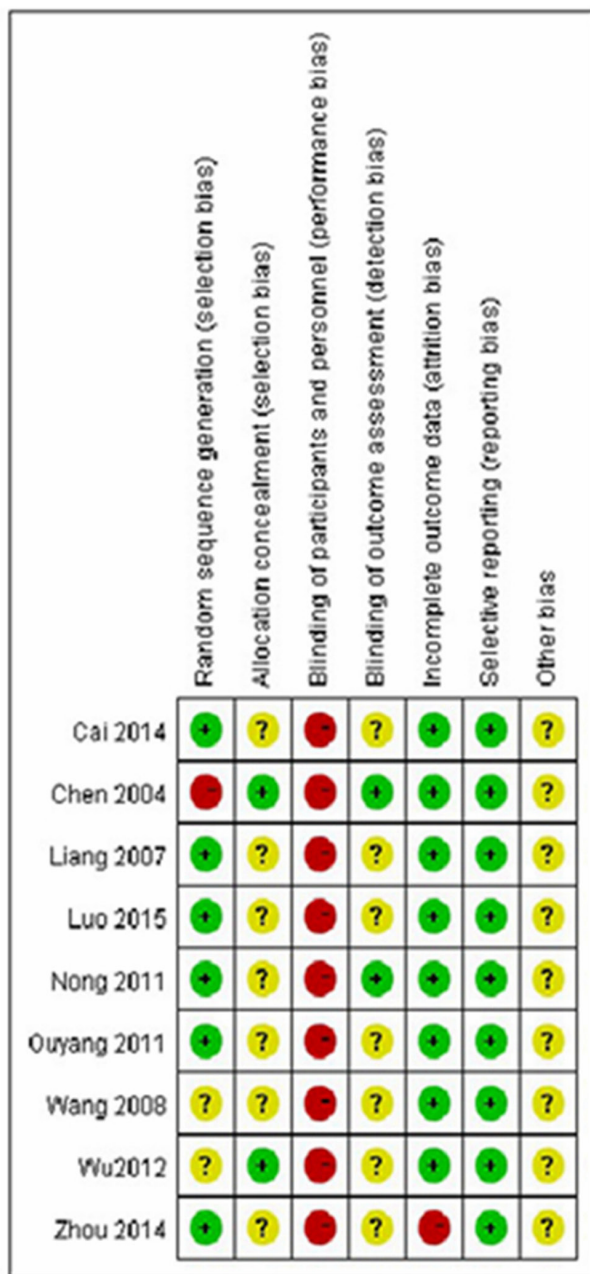 Random sequence generation (selection bias)
Allocation concealment (selection bias)
Blinding of participants and personnel (performance bias)
Blinding of outcome assessment (detection bias)
Incomplete outcome data (attrition bias)
Selective reporting (reporting bias)
Other bias
Cai 2014 + ? - ? + + ?
Chen 2004 - + - + + + ?
Liang 2007 + ? - ? + + ?
Luo 2015 + ? - ? + + ?
Nong 2011 + ? - + + + ?
Ouyang 2011 + ? - ? + + ?
Wang 2008 ? ? - ? + + ?
Wu2012 ? + - ? + + ?
Zhou 2014 + ? - ? - + ?